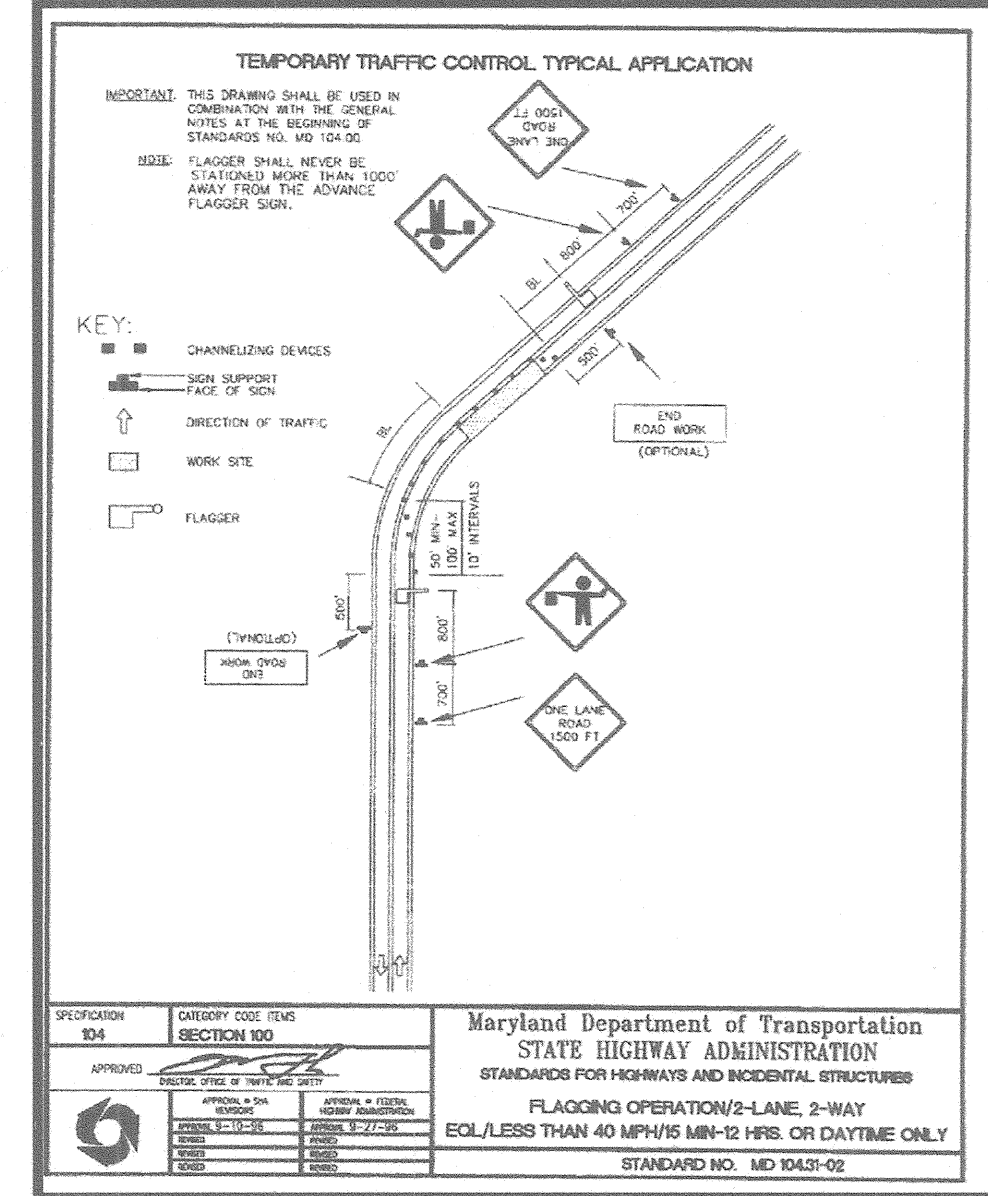 TEMPORARY TRAFFIC CONTROL TYPICAL APPLICATION
IMPORTANT: THIS DRAWING SHALL BE USED IN
COMBINATION WITH THE GENERAL
NOTES AT THE BEGINNING OF
STANDARDS NO. MD 104.00
NOTE: FLAGGER SHALL NEVER BE
STATIONED MORE THAN 1000'
AWAY FROM THE ADVANCE
FLAGGER SIGN.
ONE LANE
ROAD
1500 FT
700'
800'
BL
KEY:
CHANNELIZING DEVICES
SIGN SUPPORT
FACE OF SIGN
DIRECTION OF TRAFFIC
WORK SITE
FLAGGER
BL
500'
END
ROAD WORK
(OPTIONAL)
50' MIN-
100' MAX
10' INTERVALS
500'
800'
700'
END
ROAD WORK
(OPTIONAL)
ONE LANE
ROAD
1500 FT
SPECIFICATION
104
CATEGORY CODE ITEMS
SECTION 100
APPROVED
DIRECTOR, OFFICE OF TRAFFIC AND SAFETY
APPROVAL • SHA
REVISIONS
APPROVAL • FEDERAL
HIGHWAY ADMINISTRATION
APPROVAL 9-10-96
APPROVAL 9-27-96
REVISED
REVISED
REVISED
REVISED
REVISED
REVISED
Maryland Department of Transportation
STATE HIGHWAY ADMINISTRATION
STANDARDS FOR HIGHWAYS AND INCIDENTAL STRUCTURES
FLAGGING OPERATION/2-LANE, 2-WAY
EQL/LESS THAN 40 MPH/15 MIN-12 HRS. OR DAYTIME ONLY
STANDARD NO. MD 104.31-02